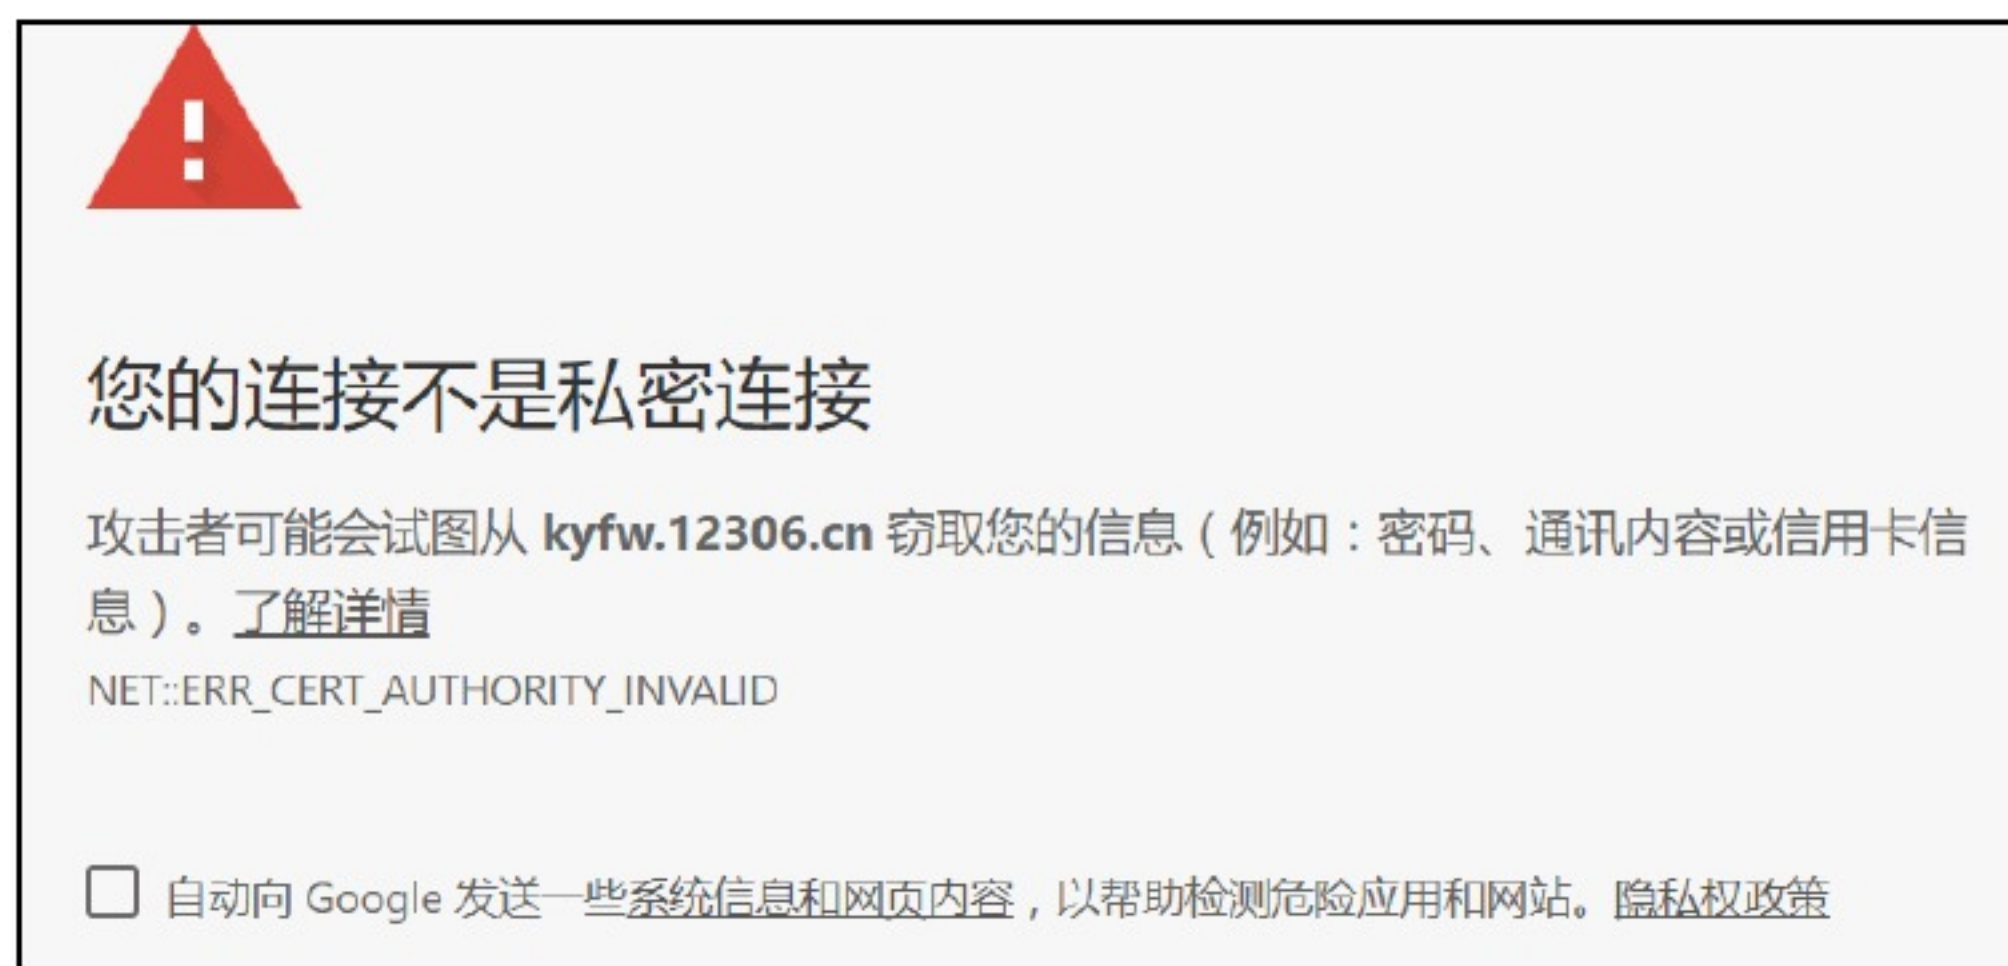 您的连接不是私密连接
攻击者可能会试图从 kyfw.12306.cn 窃取您的信息（例如：密码、通讯内容或信用卡信
息）。了解详情
NET::ERR_CERT_AUTHORITY_INVALID
自动向 Google 发送一些系统信息和网页内容，以帮助检测危险应用和网站。隐私权政策